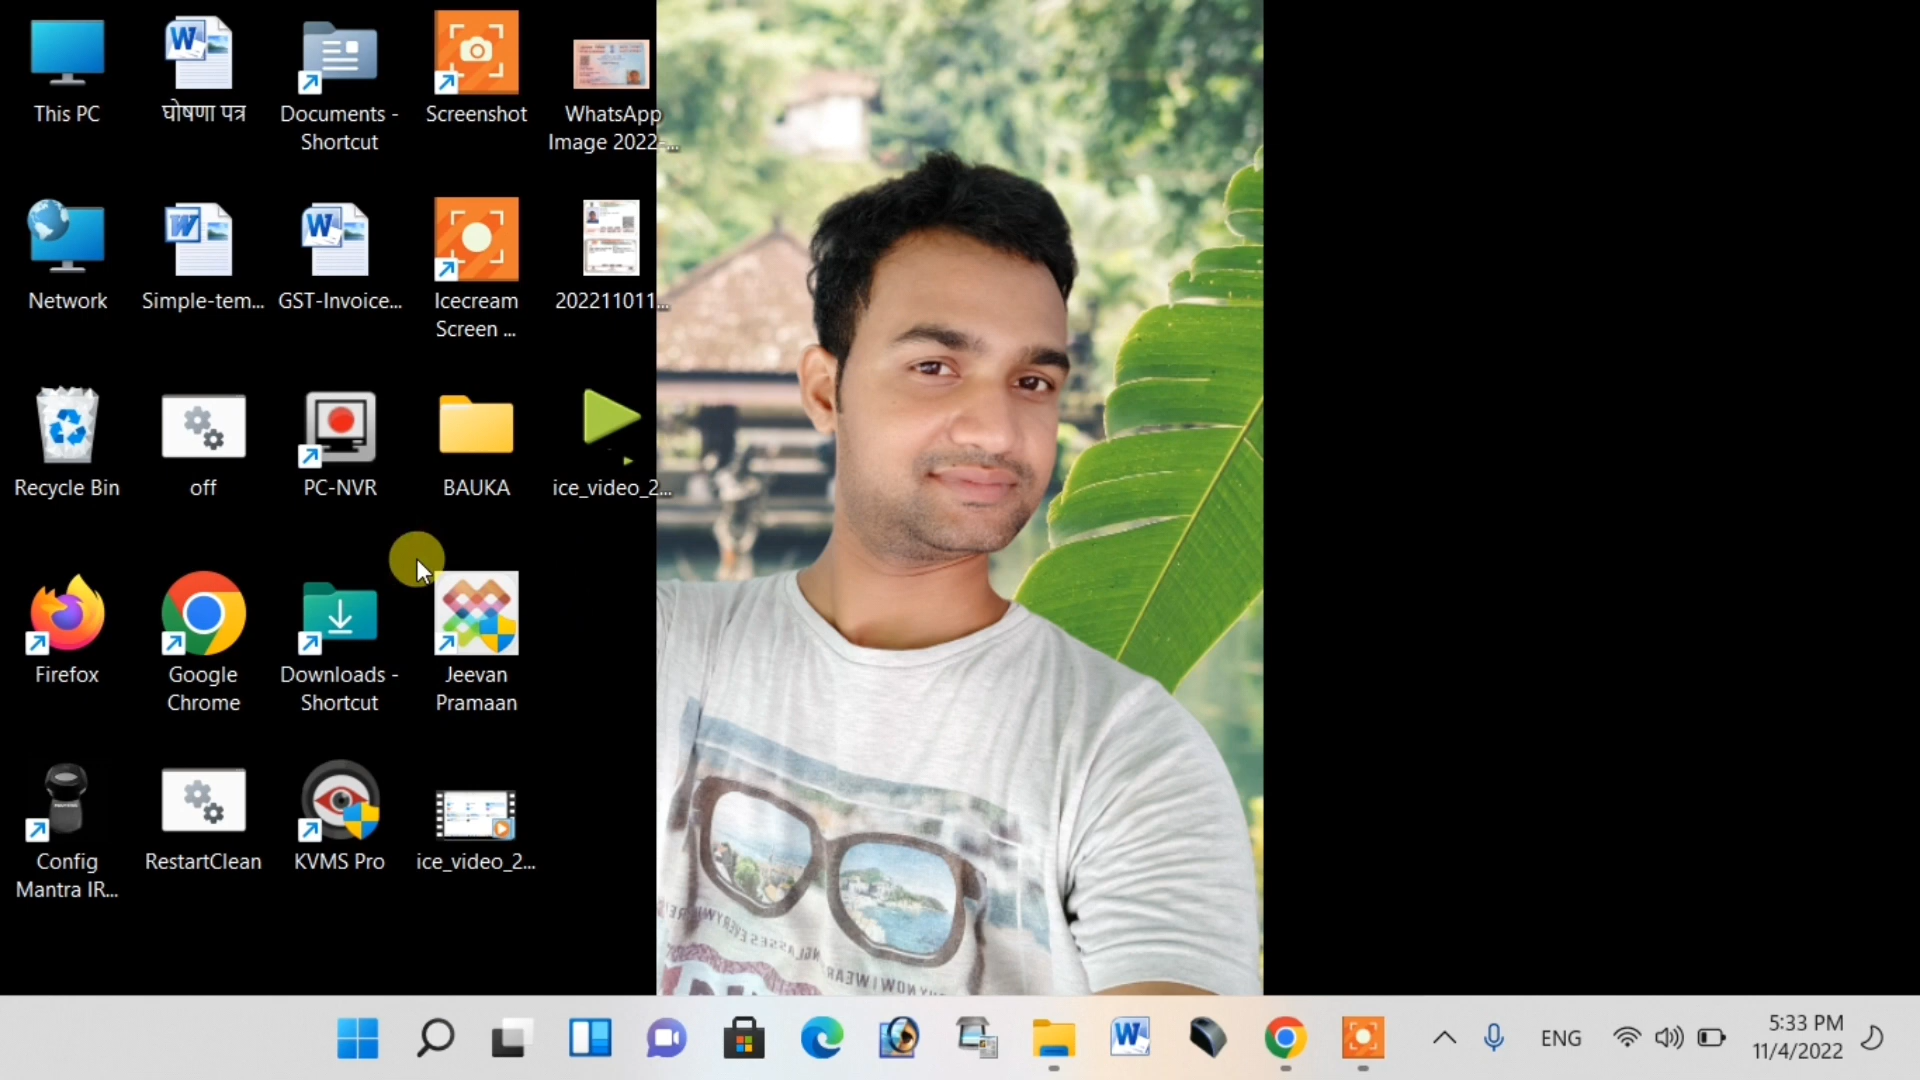 This PC
घोषणा पत्र
Documents -
Shortcut
Screenshot
WhatsApp
Image 2022-...
Network
Simple-tem...
GST-Invoice...
Icecream
Screen ...
202211011...
Recycle Bin
off
PC-NVR
BAUKA
ice_video_2...
Firefox
Google
Chrome
Downloads -
Shortcut
Jeevan
Pramaan
Config
Mantra IR...
RestartClean
KVMS Pro
ice_video_2...
ENG
5:33 PM
11/4/2022